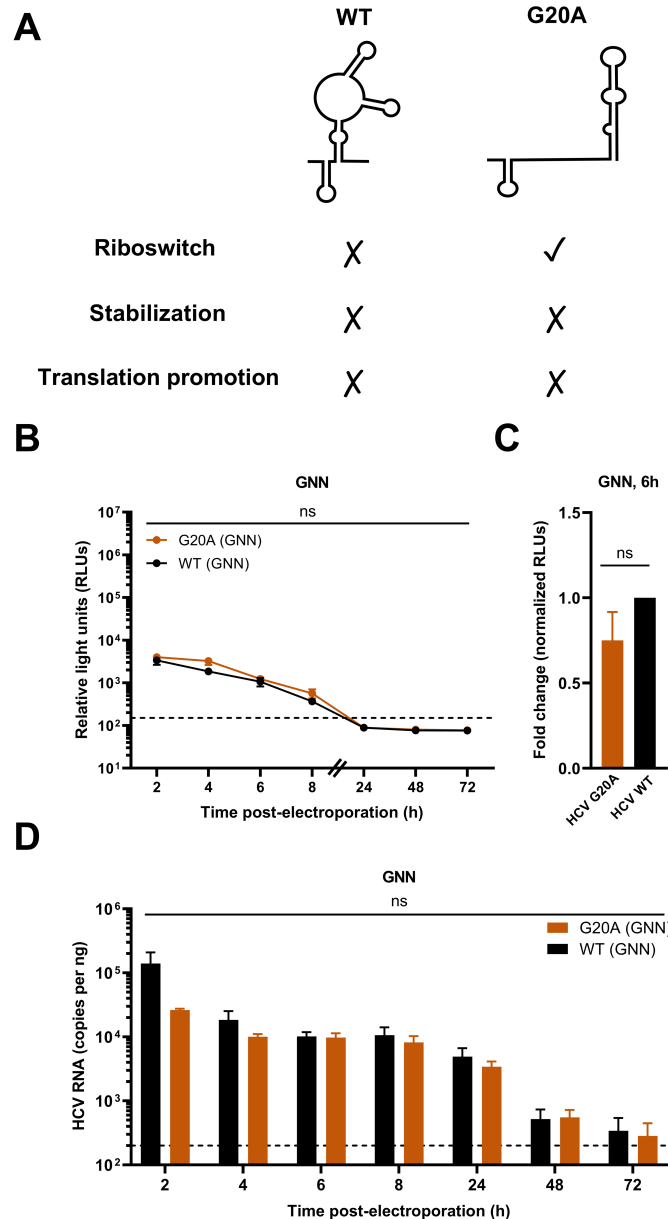 A
WT
G20A
Riboswitch
✗
✓
Stabilization
✗
✗
Translation promotion
✗
✗
B
GNN
ns
G20A (GNN)
WT (GNN)
Relative light units (RLUs)
10⁷
10⁶
10⁵
10⁴
10³
10²
10¹
2
4
6
8
24
48
72
Time post-electroporation (h)
C
GNN, 6h
ns
Fold change (normalized RLUs)
1.5
1.0
0.5
0.0
HCV G20A
HCV WT
D
GNN
ns
G20A (GNN)
WT (GNN)
HCV RNA (copies per ng)
10⁶
10⁵
10⁴
10³
10²
2
4
6
8
24
48
72
Time post-electroporation (h)